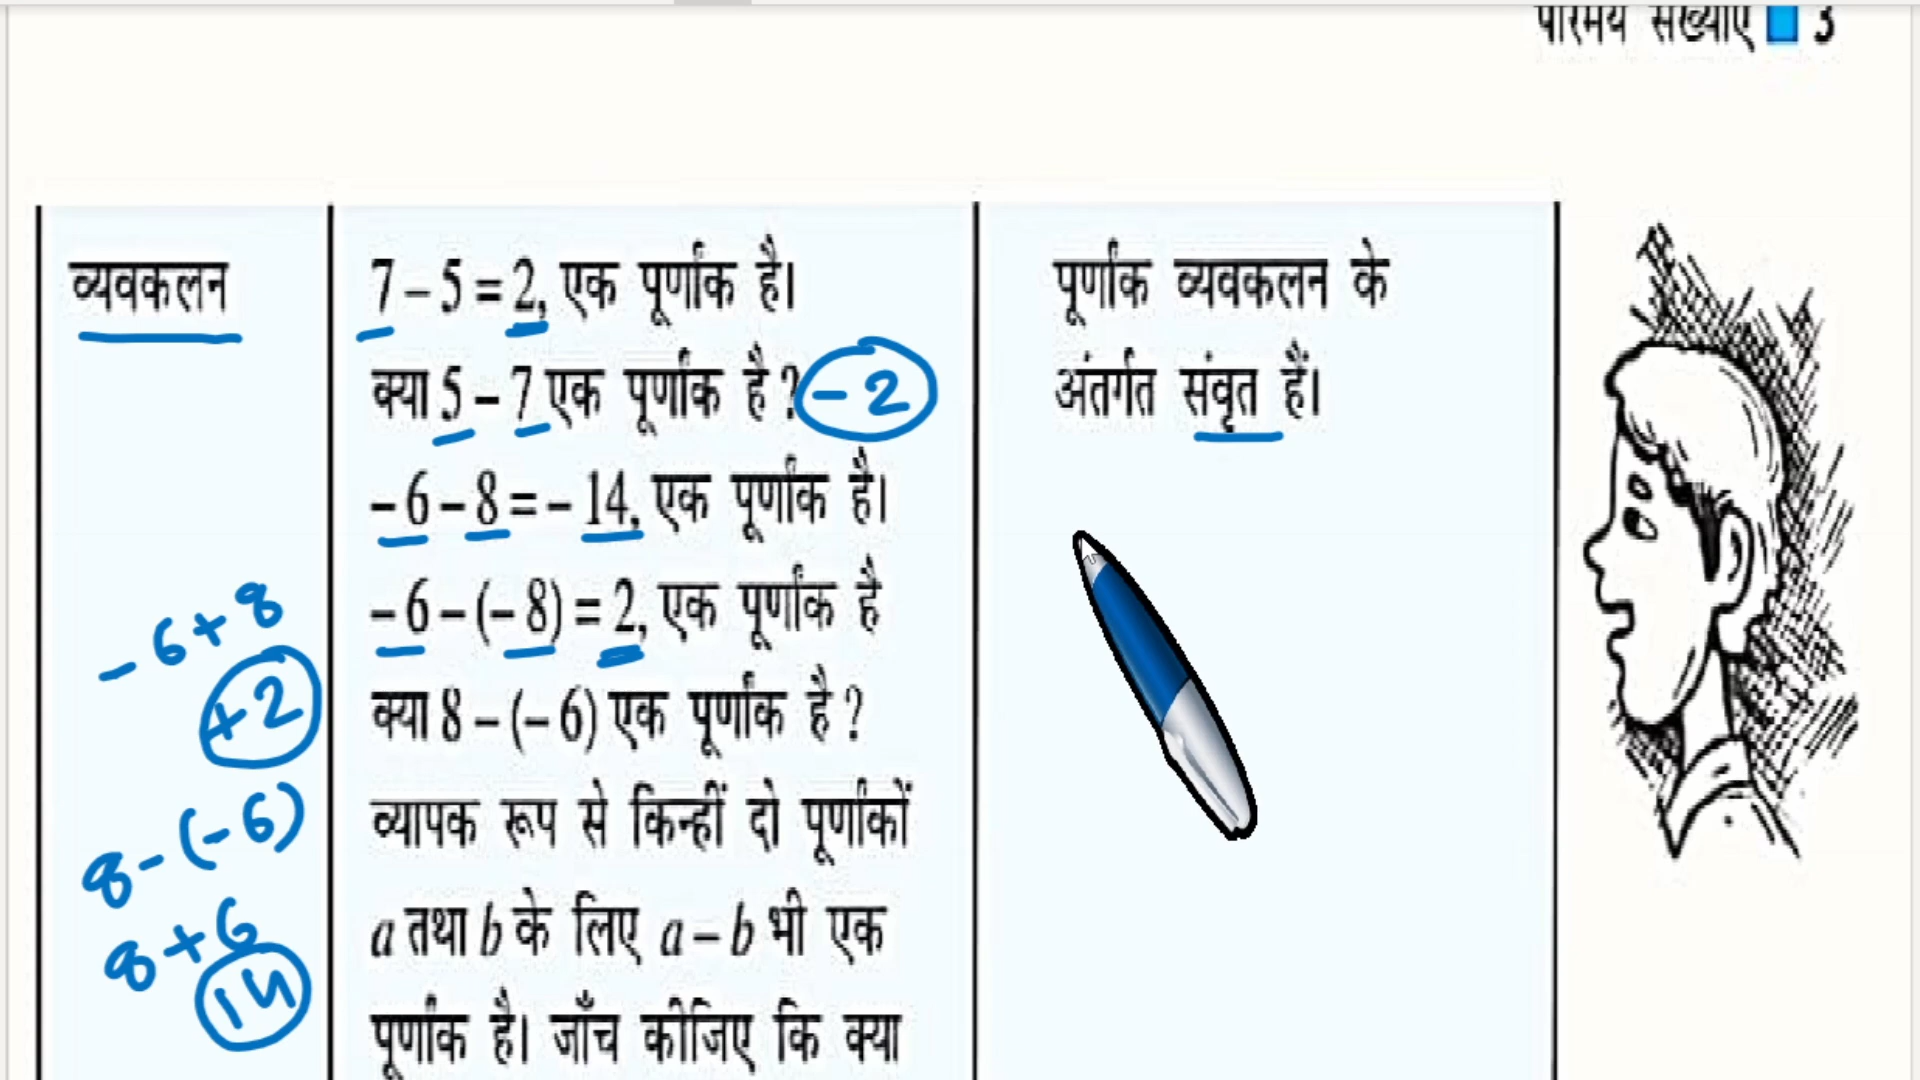 परिमेय संख्याएँ 3
व्यवकलन
7 – 5 = 2, एक पूर्णांक है।
क्या 5 – 7 एक पूर्णांक है ?
– 2
– 6 – 8 = – 14, एक पूर्णांक है।
– 6 – (– 8) = 2, एक पूर्णांक है
क्या 8 – (– 6) एक पूर्णांक है ?
व्यापक रूप से किन्हीं दो पूर्णांकों
a तथा b के लिए a – b भी एक
पूर्णांक है। जाँच कीजिए कि क्या
पूर्णांक व्यवकलन के
अंतर्गत संवृत हैं।
– 6 + 8
+ 2
8 – (– 6)
8 + 6
14